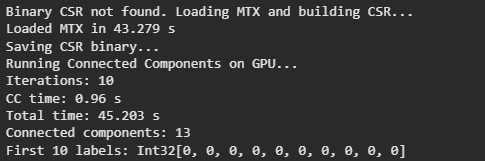 Binary CSR not found. Loading MTX and building CSR...
Loaded MTX in 43.279 s
Saving CSR binary...
Running Connected Components on GPU...
Iterations: 10
CC time: 0.96 s
Total time: 45.203 s
Connected components: 13
First 10 labels: Int32[0, 0, 0, 0, 0, 0, 0, 0, 0, 0]